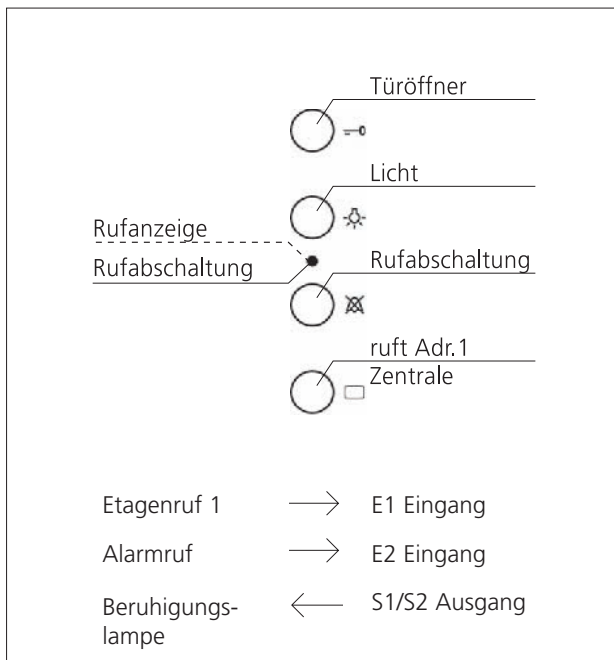 Türöffner
Licht
Rufanzeige
Rufabschaltung
Rufabschaltung
ruft Adr.1
Zentrale
Etagenruf 1
E1 Eingang
Alarmruf
E2 Eingang
Beruhigungs-
lampe
S1/S2 Ausgang